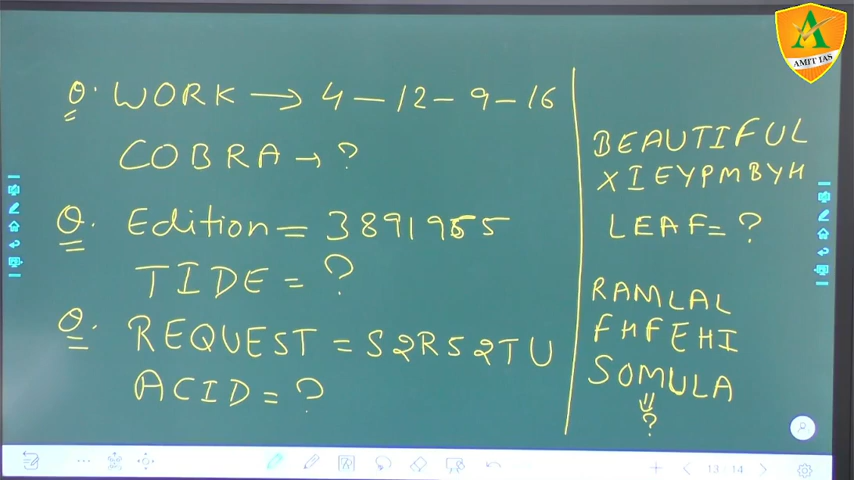 Q. WORK → 4 – 12 – 9 – 16
COBRA → ?
Q. Edition = 3891965
TIDE = ?
Q. REQUEST = S2R52TU
ACID = ?
BEAUTIFUL
XIEYPMBYH
LEAF = ?
RAMLAL
FHFEHI
SOMULA
⇓
?
A
AMIT IAS
13 - 14